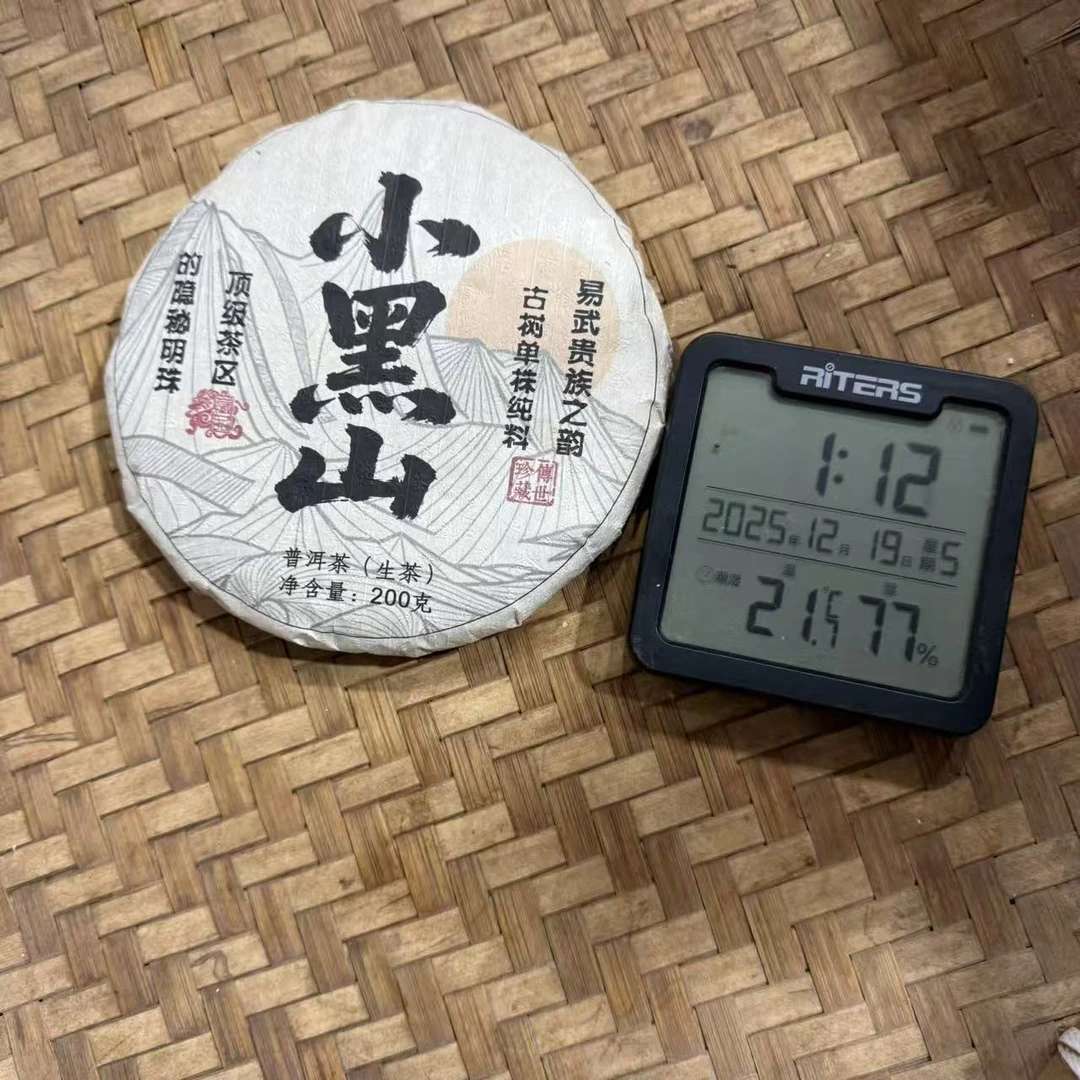 小黑山
易武贵族之韵
古树单株纯料
傳世珍藏
顶级茶区
的隐秘明珠
普洱茶（生茶）
净含量：200克
RITERS
1:12
2025年12月19日星期5
温 湿
21.5 77%